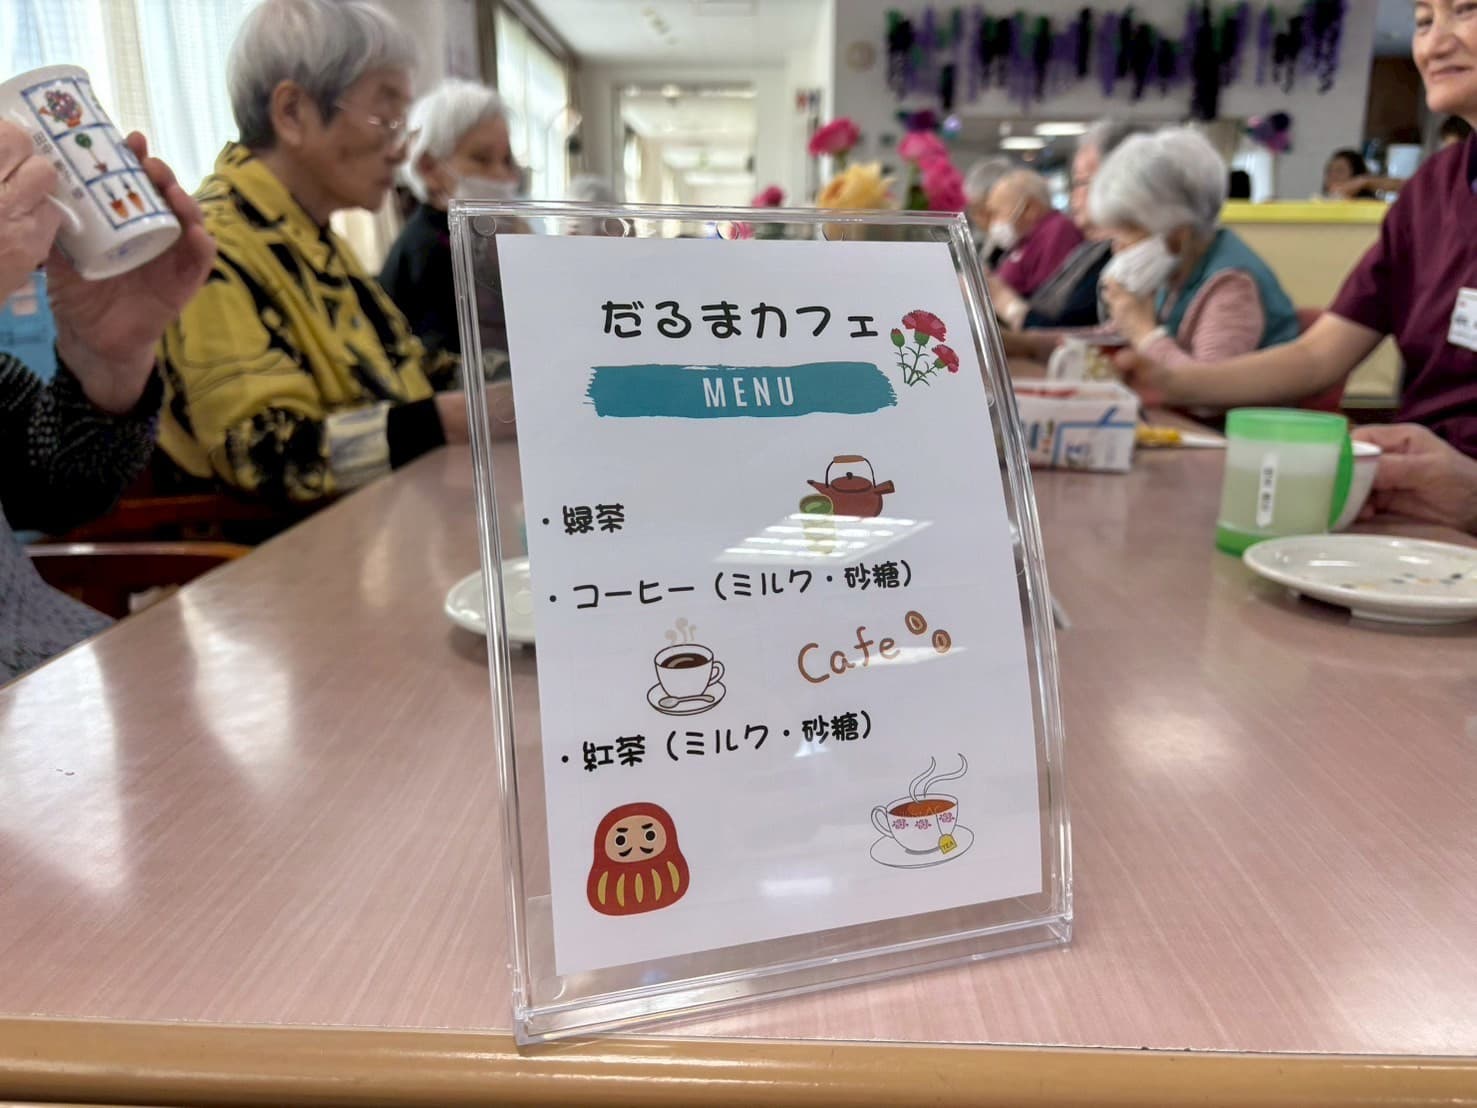 だるまカフェ
MENU
・緑茶
・コーヒー（ミルク・砂糖）
Cafe
・紅茶（ミルク・砂糖）
TEA